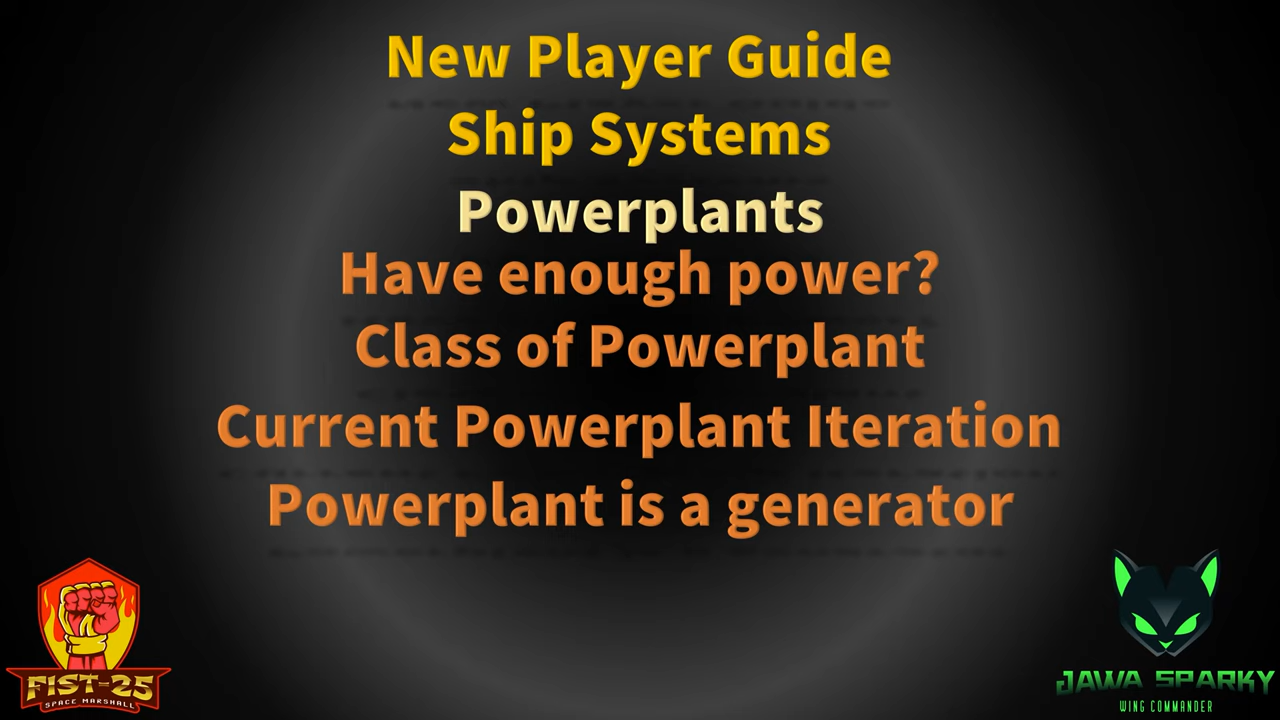 New Player Guide
Ship Systems
Powerplants
Have enough power?
Class of Powerplant
Current Powerplant Iteration
Powerplant is a generator
FIST-25
SPACE MARSHALL
JAWA SPARKY
WING COMMANDER